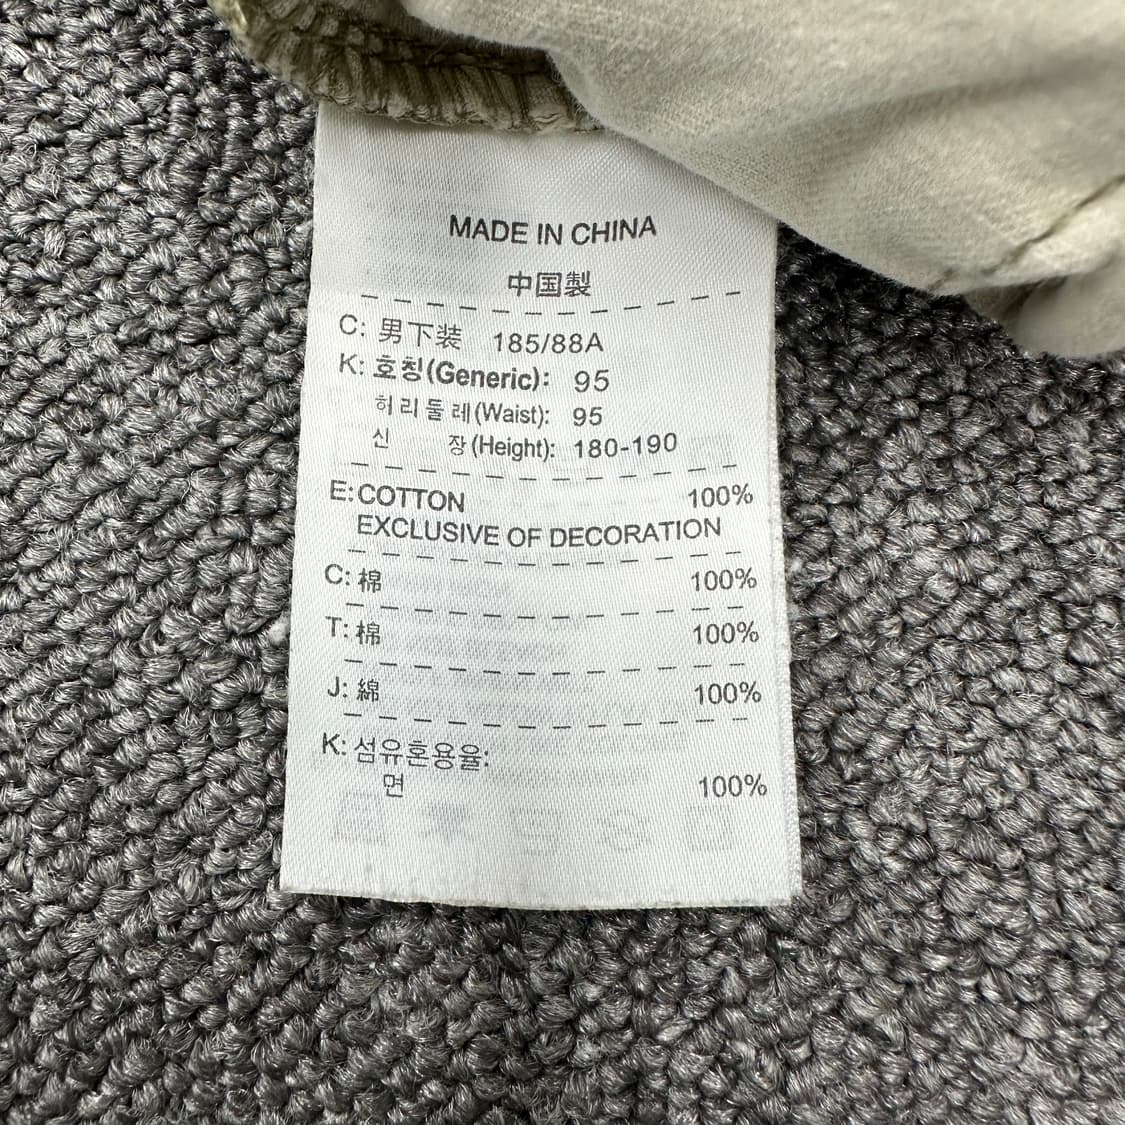 MADE IN CHINA
中国製
C: 男下装 185/88A
K: 호칭(Generic): 95
허리둘레(Waist): 95
신 장(Height): 180-190
E: COTTON 100%
EXCLUSIVE OF DECORATION
C: 棉 100%
T: 棉 100%
J: 綿 100%
K: 섬유혼용율:
면 100%